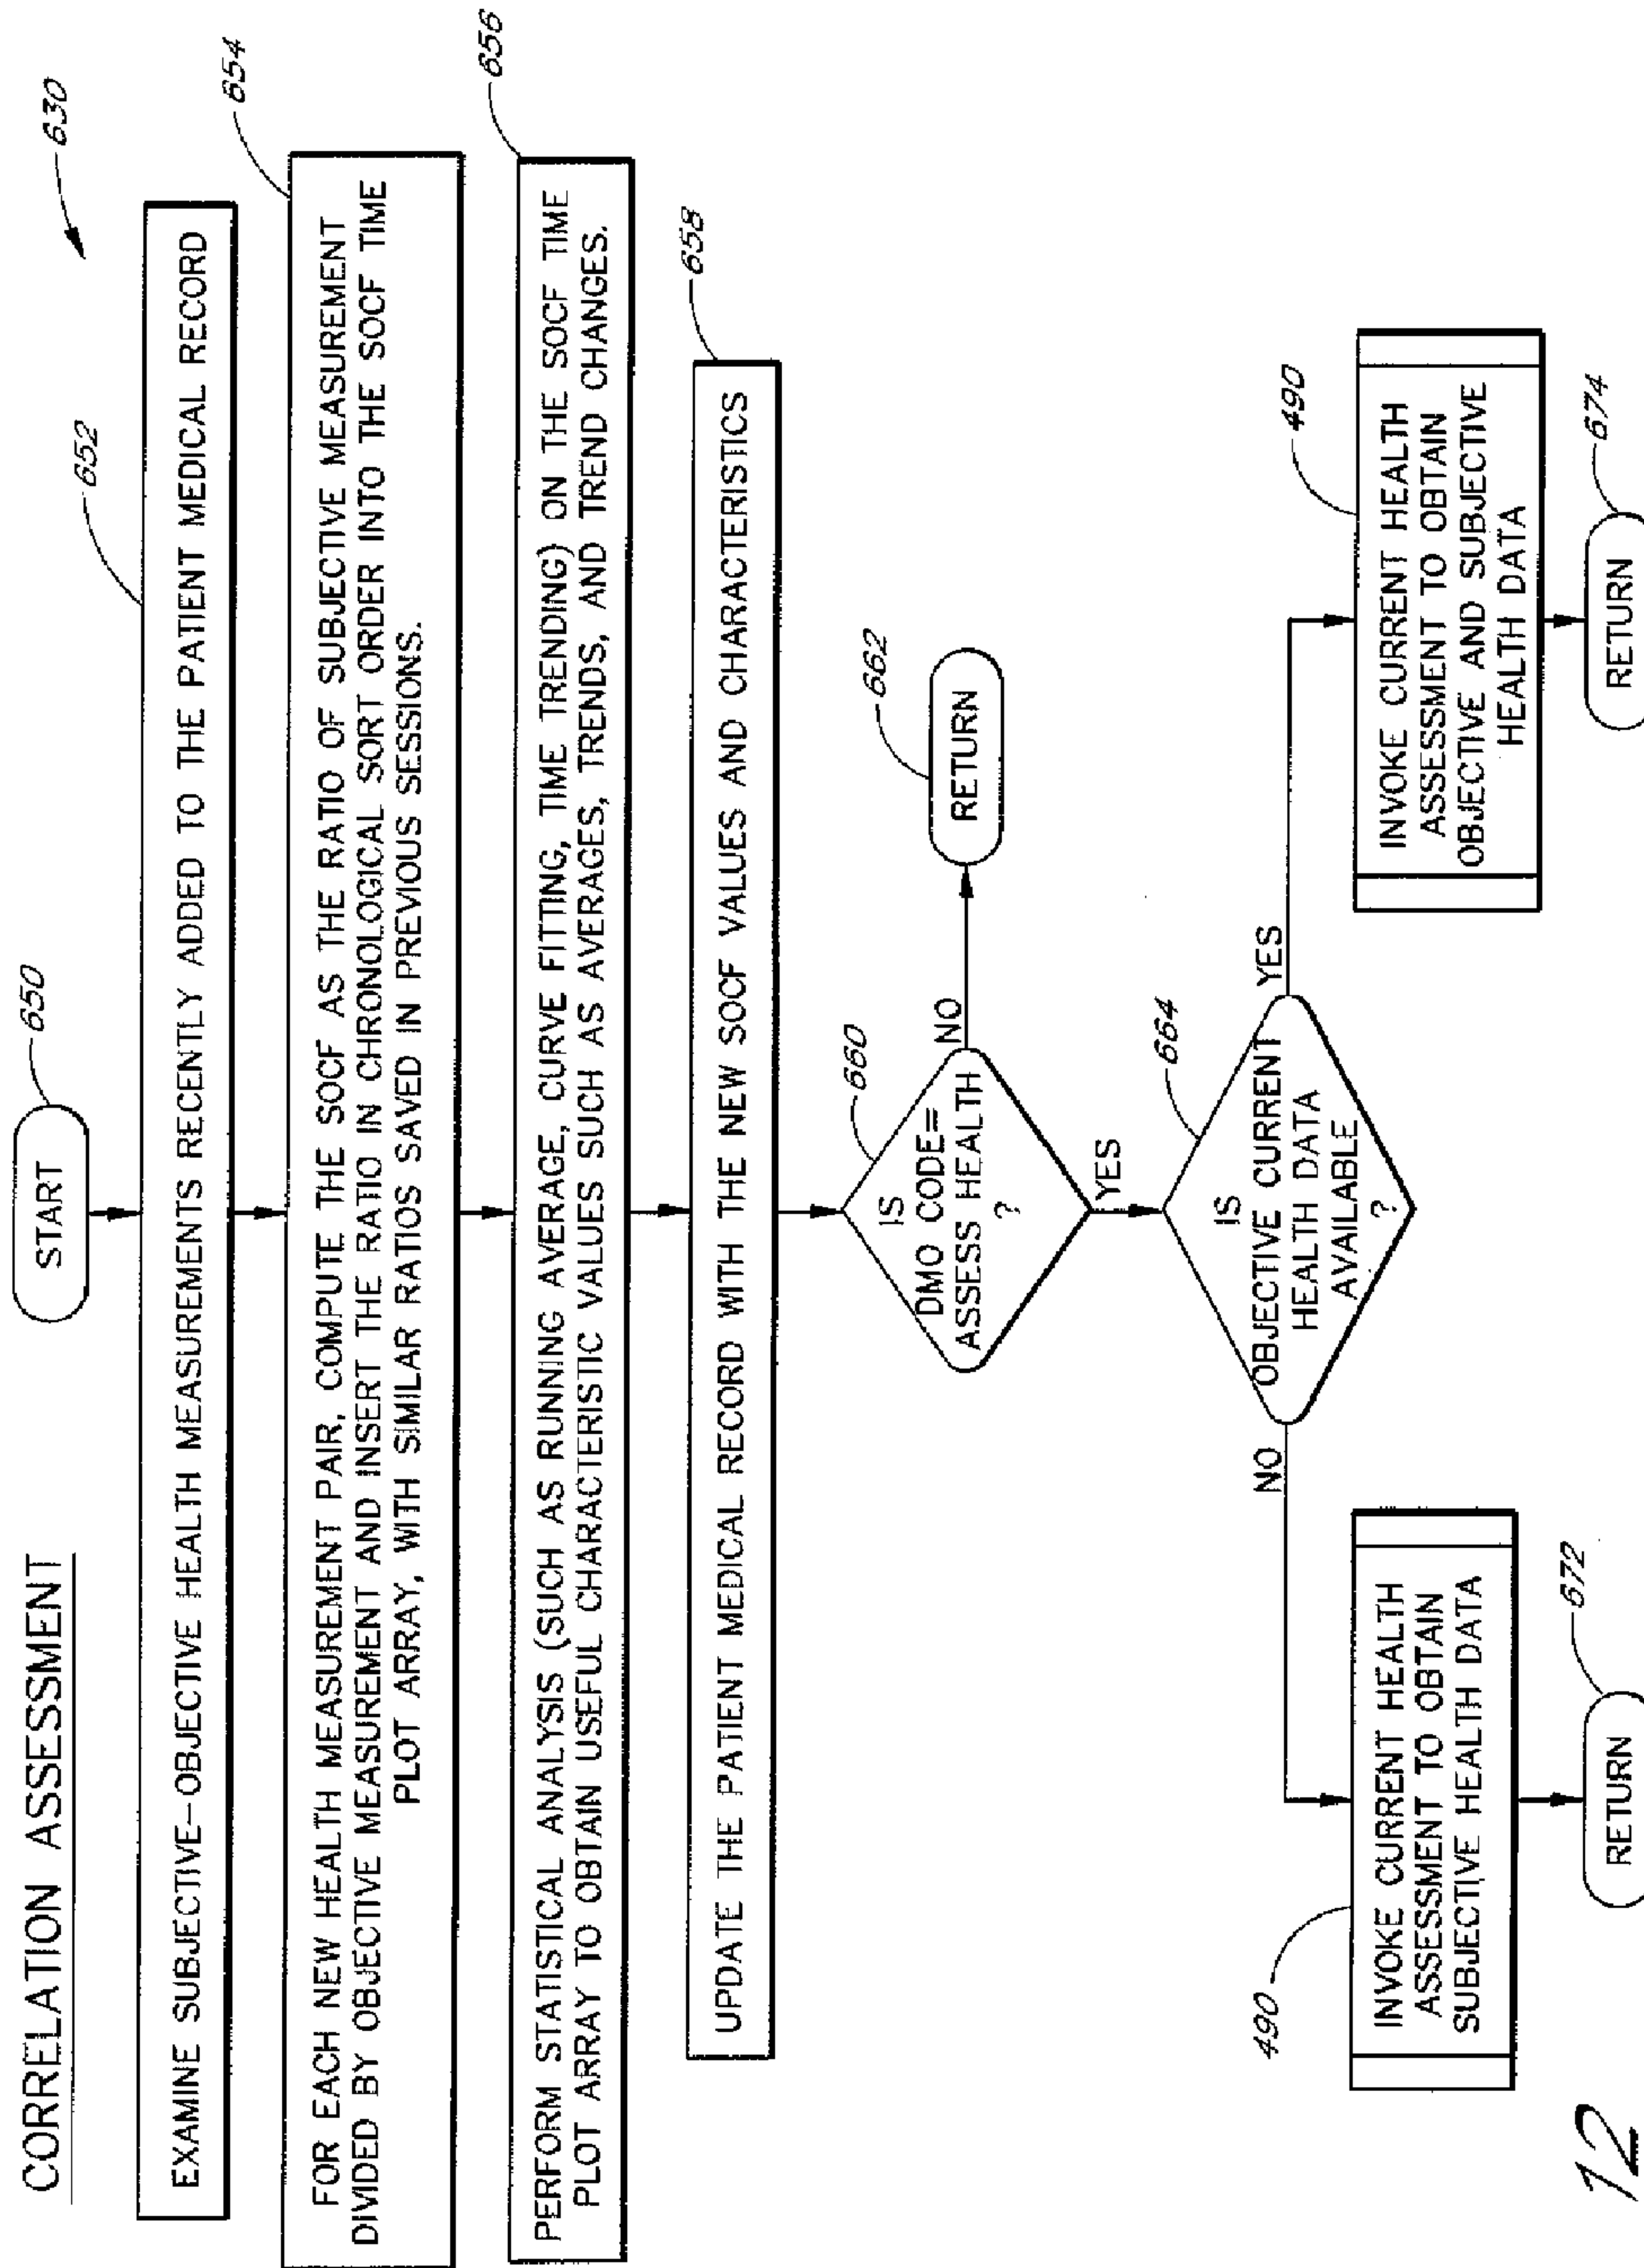 CORRELATION ASSESSMENT
630
START
650
EXAMINE SUBJECTIVE-OBJECTIVE HEALTH MEASUREMENTS RECENTLY ADDED TO THE PATIENT MEDICAL RECORD
652
FOR EACH NEW HEALTH MEASUREMENT PAIR, COMPUTE THE SOCF AS THE RATIO OF SUBJECTIVE MEASUREMENT
DIVIDED BY OBJECTIVE MEASUREMENT AND INSERT THE RATIO IN CHRONOLOGICAL SORT ORDER INTO THE SOCF TIME
PLOT ARRAY, WITH SIMILAR RATIOS SAVED IN PREVIOUS SESSIONS.
654
PERFORM STATISTICAL ANALYSIS (SUCH AS RUNNING AVERAGE, CURVE FITTING, TIME TRENDING) ON THE SOCF TIME
PLOT ARRAY TO OBTAIN USEFUL CHARACTERISTIC VALUES SUCH AS AVERAGES, TRENDS, AND TREND CHANGES.
656
UPDATE THE PATIENT MEDICAL RECORD WITH THE NEW SOCF VALUES AND CHARACTERISTICS
658
IS
DMO CODE=
ASSESS HEALTH
?
660
NO
RETURN
662
YES
IS
OBJECTIVE CURRENT
HEALTH DATA
AVAILABLE
?
664
NO
YES
INVOKE CURRENT HEALTH
ASSESSMENT TO OBTAIN
SUBJECTIVE HEALTH DATA
490
RETURN
672
INVOKE CURRENT HEALTH
ASSESSMENT TO OBTAIN
OBJECTIVE AND SUBJECTIVE
HEALTH DATA
490
RETURN
674
12